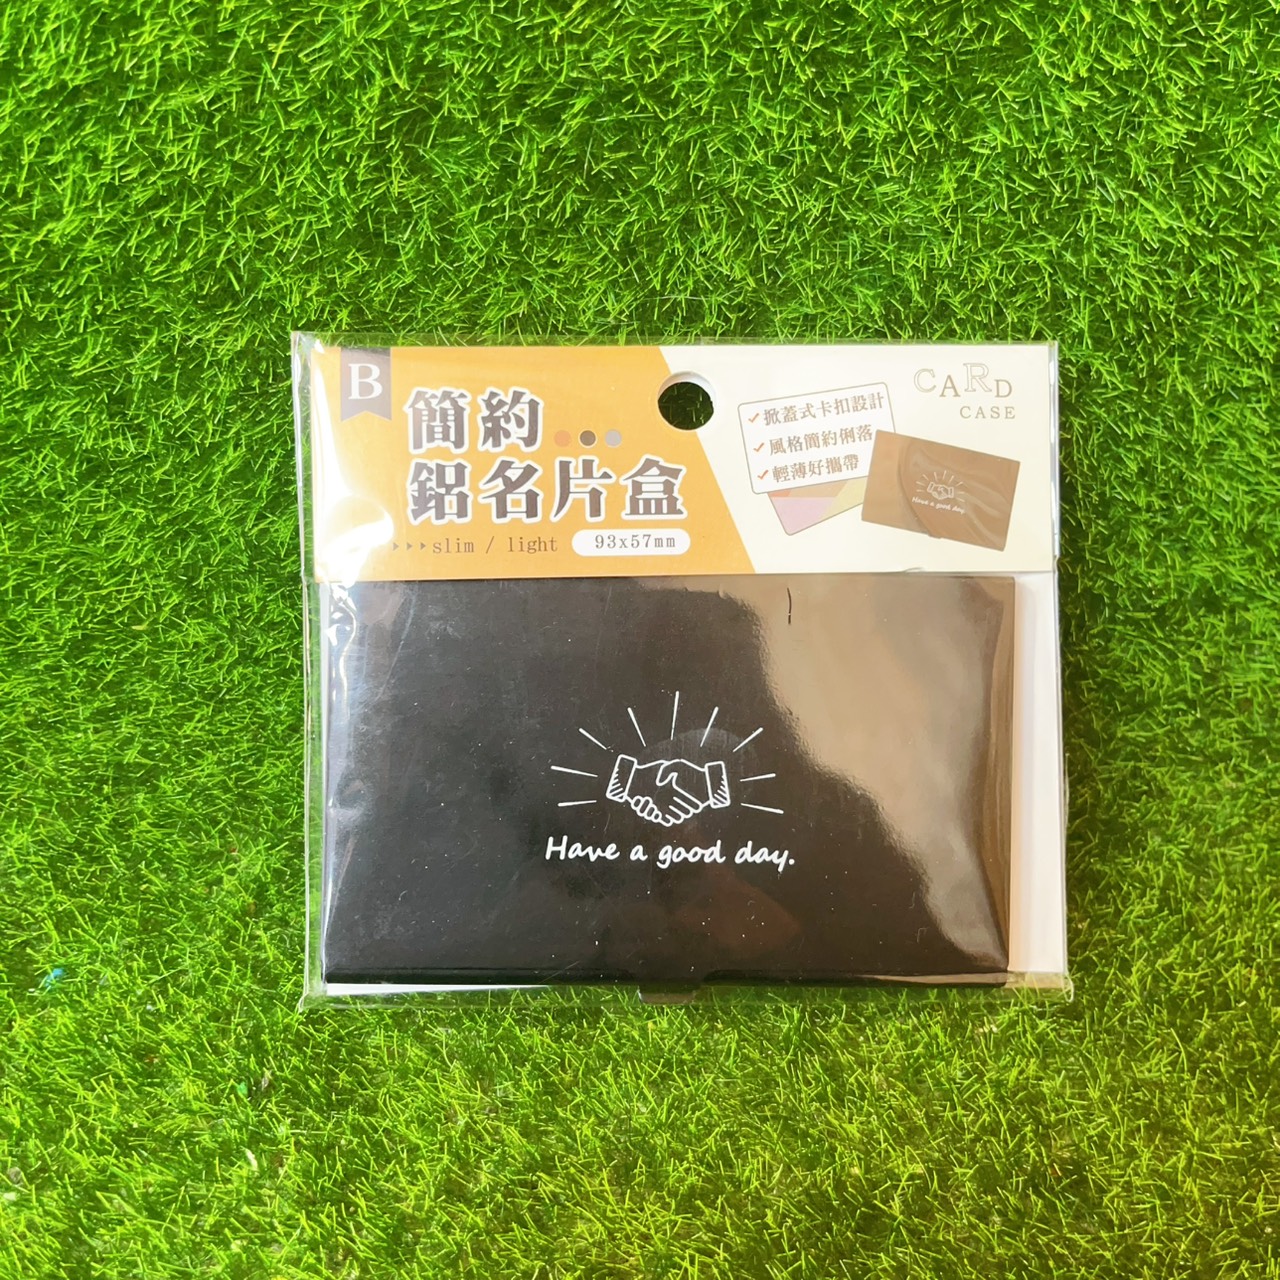 B
簡約
鋁名片盒
slim / light
93x57mm
掀蓋式卡扣設計
風格簡約俐落
輕薄好攜帶
CARD
CASE
Have a good day.
Have a good day.